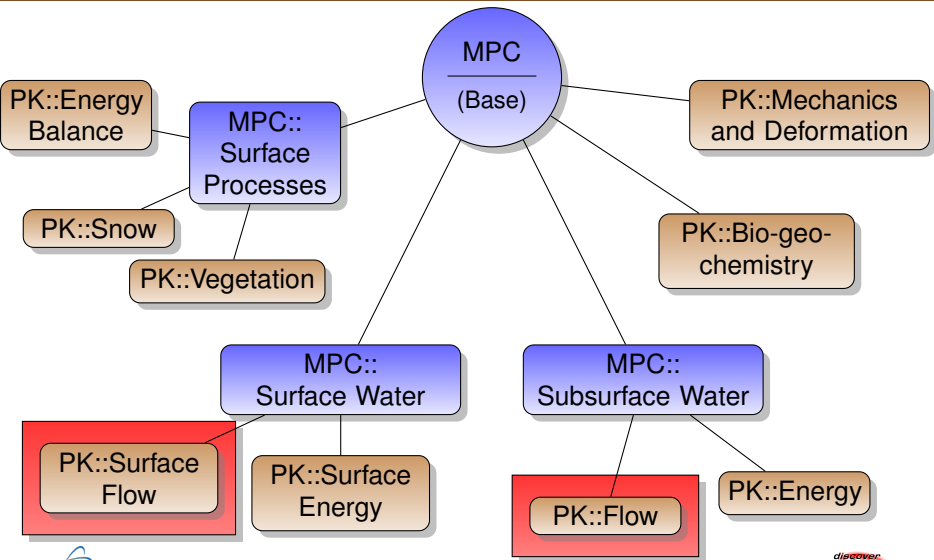 MPC
(Base)
PK::Energy
Balance
MPC::
Surface
Processes
PK::Mechanics
and Deformation
PK::Snow
PK::Vegetation
PK::Bio-geo-
chemistry
MPC::
Surface Water
MPC::
Subsurface Water
PK::Surface
Flow
PK::Surface
Energy
PK::Flow
PK::Energy
discover